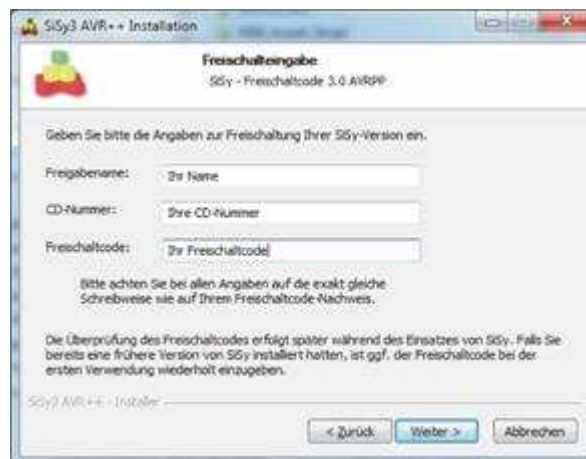 SiSy3 AVR++ Installation
Freischalteingabe
SiSy - Freischaltcode 3.0 AVRPP
Geben Sie bitte die Angaben zur Freischaltung Ihrer SiSy-Version ein.
Freigabename:
Ihr Name
CD-Nummer:
Ihre CD-Nummer
Freischaltcode:
Ihr Freischaltcode
Bitte achten Sie bei allen Angaben auf die exakt gleiche
Schreibweise wie auf Ihrem Freischaltcode-Nachweis.
Die Überprüfung des Freischaltcodes erfolgt später während des Einsatzes von SiSy. Falls Sie
bereits eine frühere Version von SiSy installiert hatten, ist ggf. der Freischaltcode bei der
ersten Verwendung wiederholt einzugeben.
SiSy3 AVR++ - Installer
< Zurück
Weiter >
Abbrechen